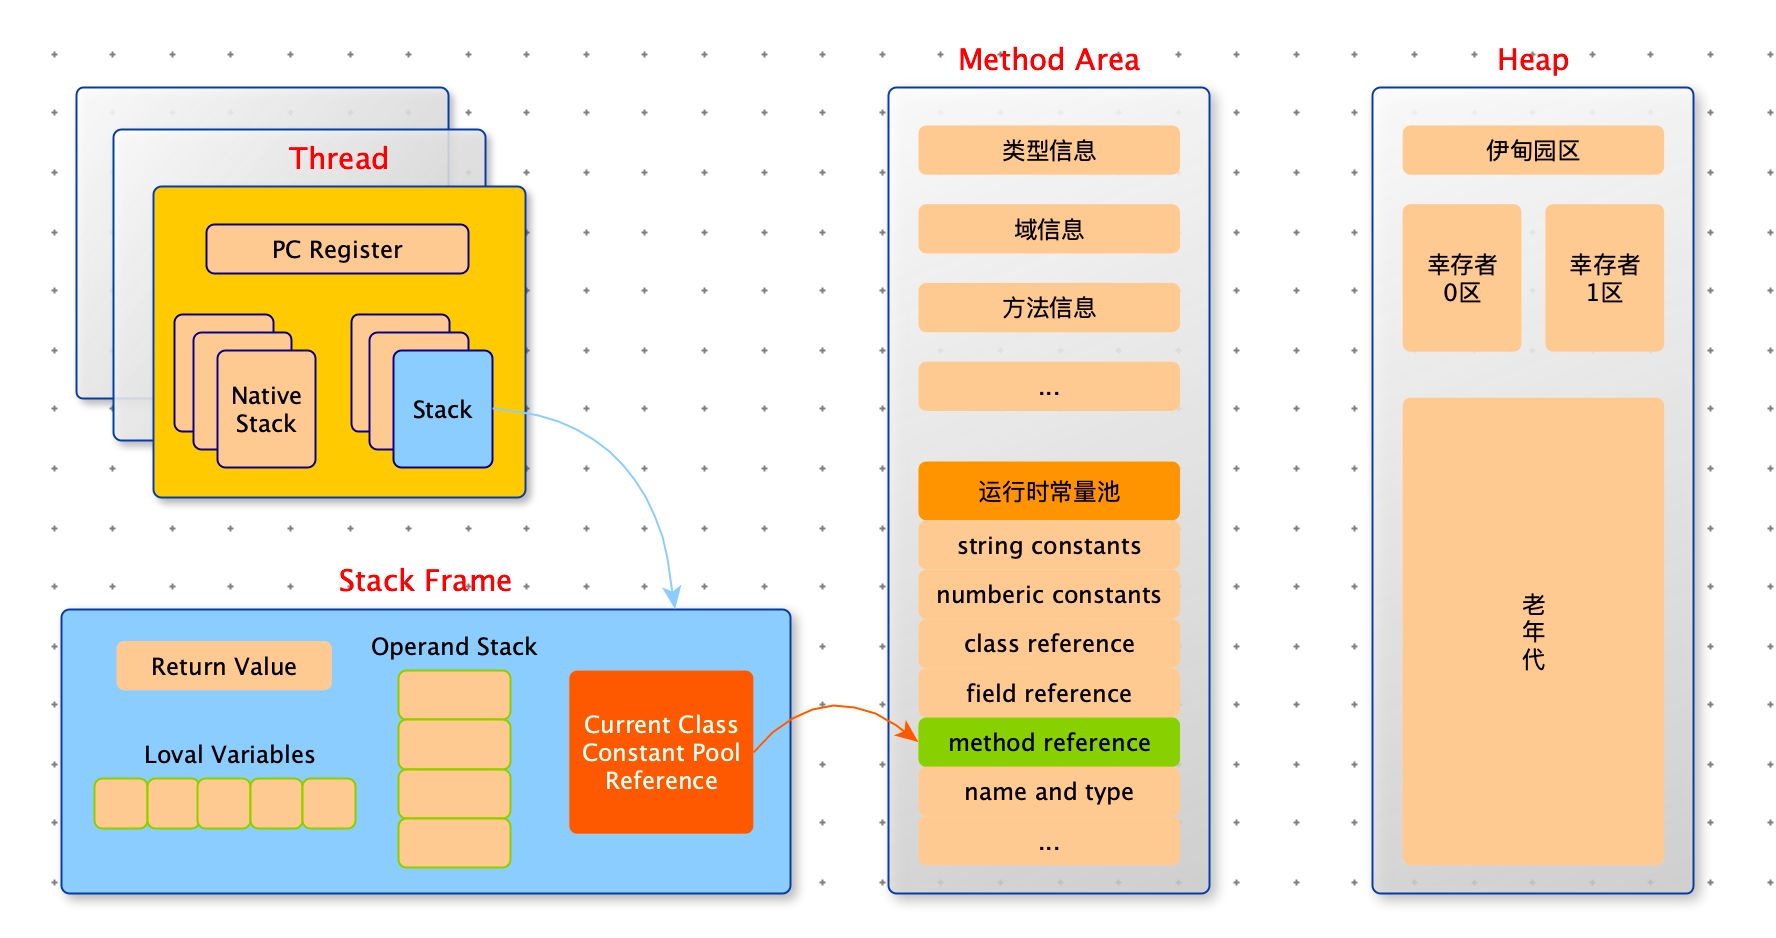 Thread
PC Register
Native
Stack
Stack
Stack Frame
Return Value
Loval Variables
Operand Stack
Current Class
Constant Pool
Reference
Method Area
类型信息
域信息
方法信息
...
运行时常量池
string constants
numberic constants
class reference
field reference
method reference
name and type
...
Heap
伊甸园区
幸存者
0区
幸存者
1区
老
年
代